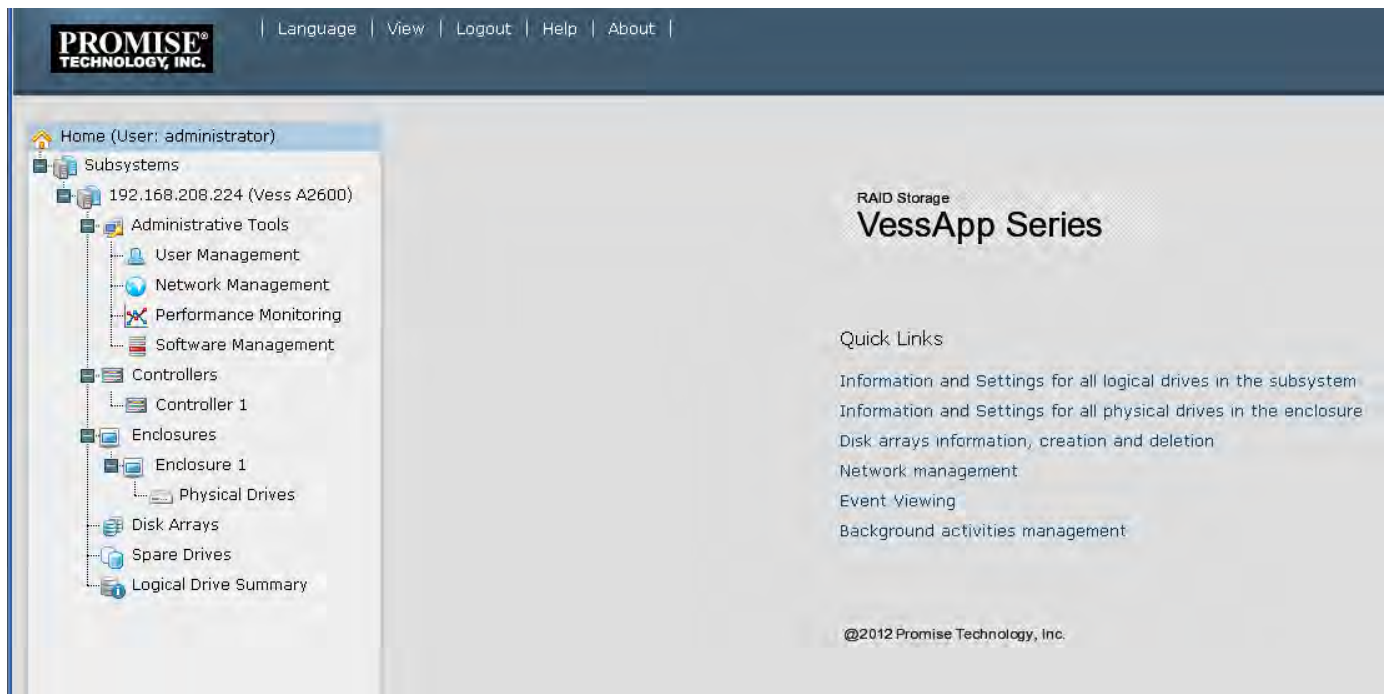 PROMISE®
TECHNOLOGY, INC.
| Language | View | Logout | Help | About |
Home (User: administrator)
Subsystems
192.168.208.224 (Vess A2600)
Administrative Tools
User Management
Network Management
Performance Monitoring
Software Management
Controllers
Controller 1
Enclosures
Enclosure 1
Physical Drives
Disk Arrays
Spare Drives
Logical Drive Summary
RAID Storage
VessApp Series
Quick Links
Information and Settings for all logical drives in the subsystem
Information and Settings for all physical drives in the enclosure
Disk arrays information, creation and deletion
Network management
Event Viewing
Background activities management
@2012 Promise Technology, Inc.